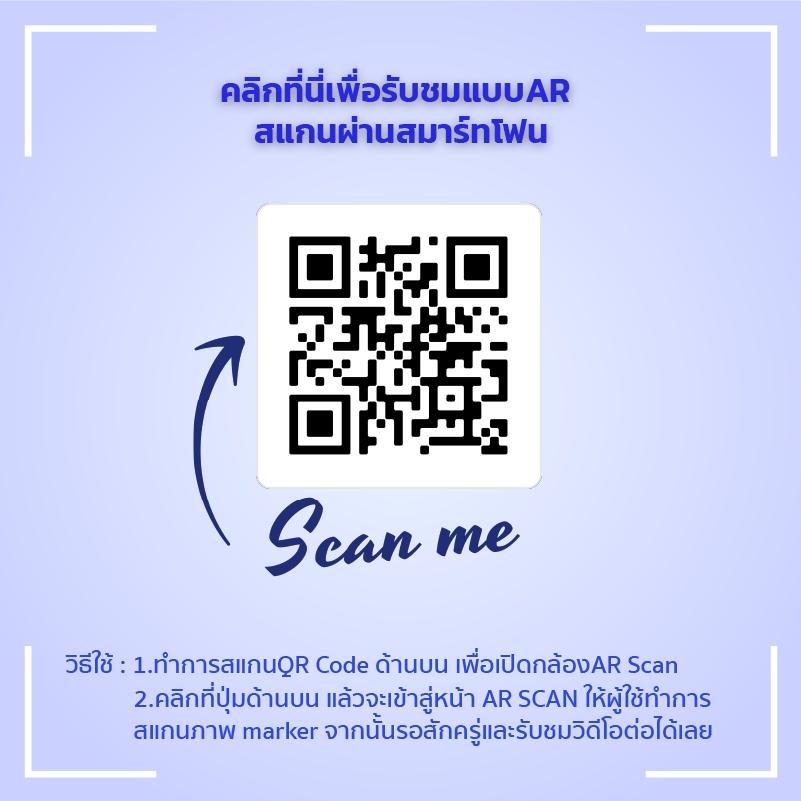 คลิกที่นี่เพื่อรับชมแบบAR
สแกนผ่านสมาร์ทโฟน
Scan me
วิธีใช้ : 1.ทำการสแกนQR Code ด้านบน เพื่อเปิดกล้องAR Scan
2.คลิกที่ปุ่มด้านบน แล้วจะเข้าสู่หน้า AR SCAN ให้ผู้ใช้ทำการ
สแกนภาพ marker จากนั้นรอสักครู่และรับชมวิดีโอต่อได้เลย